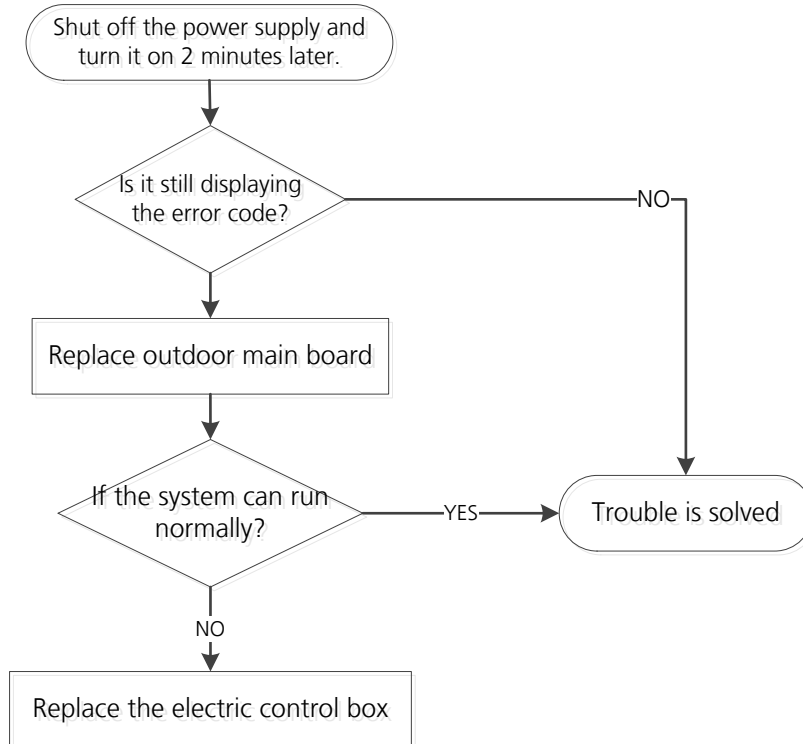 Shut off the power supply and
turn it on 2 minutes later.
Is it still displaying
the error code?
NO
Replace outdoor main board
If the system can run
normally?
YES
Trouble is solved
NO
Replace the electric control box